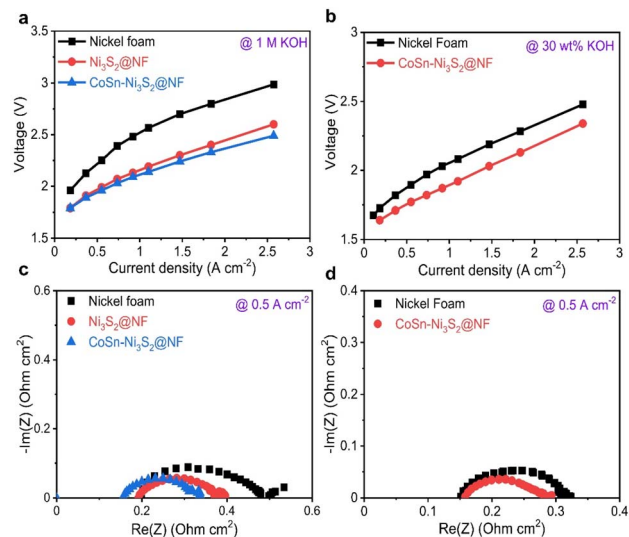 a
Nickel foam
Ni₃S₂@NF
CoSn-Ni₃S₂@NF
@ 1 M KOH
3.5
3.0
2.5
2
1.5
Voltage (V)
0 0.5 1 1.5 2 2.5 3
Current density (A cm⁻²)
b
Nickel Foam
CoSn-Ni₃S₂@NF
@ 30 wt% KOH
3
2.5
2
1.5
Voltage (V)
0 0.5 1 1.5 2 2.5 3
Current density (A cm⁻²)
c
Nickel foam
Ni₃S₂@NF
CoSn-Ni₃S₂@NF
@ 0.5 A cm⁻²
0.6
0.4
0.2
0
-Im(Z) (Ohm cm²)
0 0.2 0.4 0.6
Re(Z) (Ohm cm²)
d
Nickel Foam
CoSn-Ni₃S₂@NF
@ 0.5 A cm⁻²
0.4
0.3
0.2
0.1
0
-Im(Z) (Ohm cm²)
0 0.1 0.2 0.3 0.4
Re(Z) (Ohm cm²)